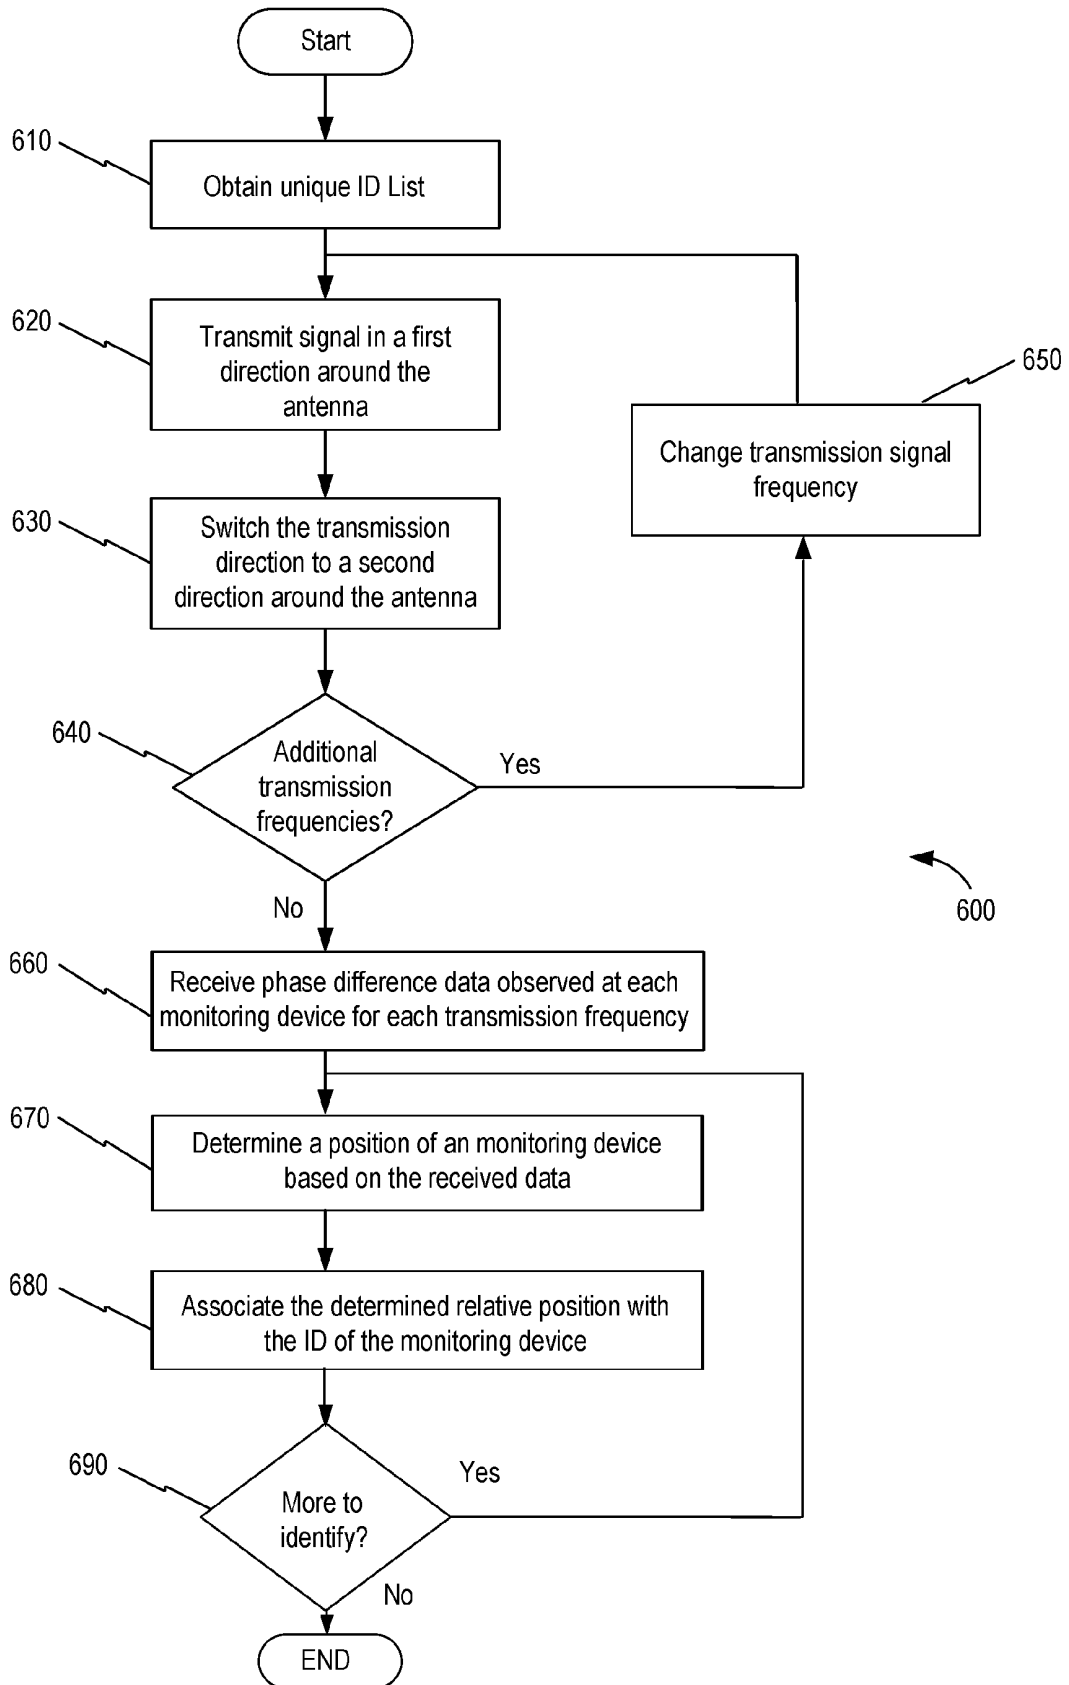 Start
610
Obtain unique ID List
620
Transmit signal in a first
direction around the
antenna
650
Change transmission signal
frequency
630
Switch the transmission
direction to a second
direction around the antenna
640
Additional
transmission
frequencies?
Yes
No
600
660
Receive phase difference data observed at each
monitoring device for each transmission frequency
670
Determine a position of an monitoring device
based on the received data
680
Associate the determined relative position with
the ID of the monitoring device
690
More to
identify?
Yes
No
END